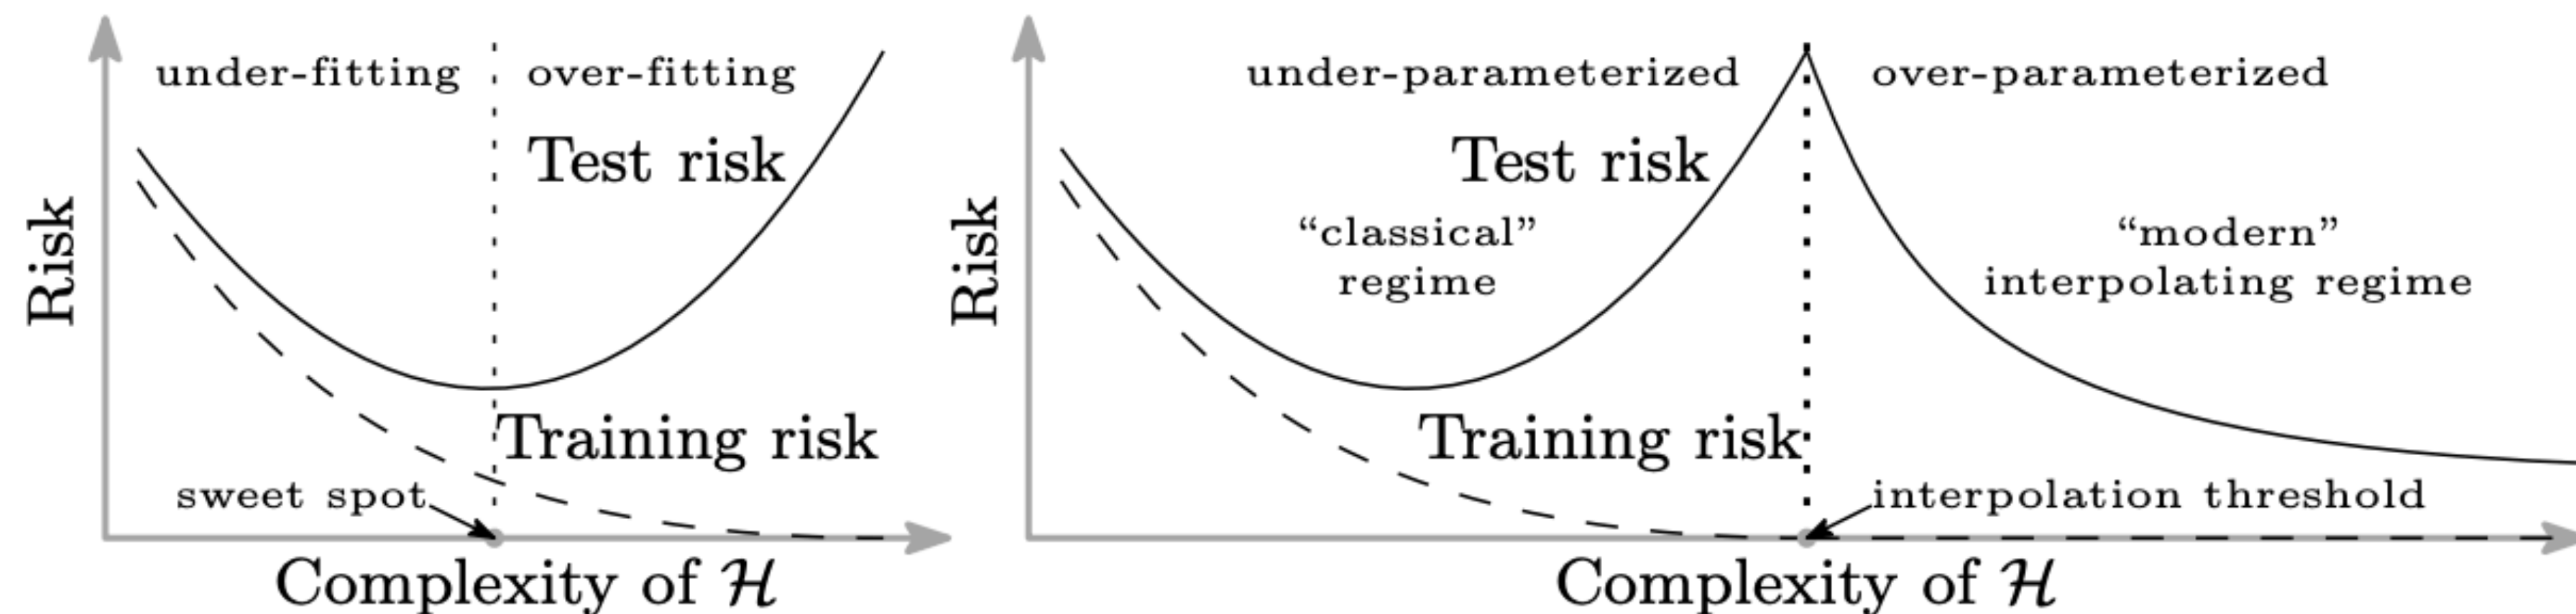 under-fitting
over-fitting
Test risk
Training risk
sweet spot
Risk
Complexity of ℋ
under-parameterized
over-parameterized
Test risk
“classical”
regime
“modern”
interpolating regime
Training risk
interpolation threshold
Risk
Complexity of ℋ